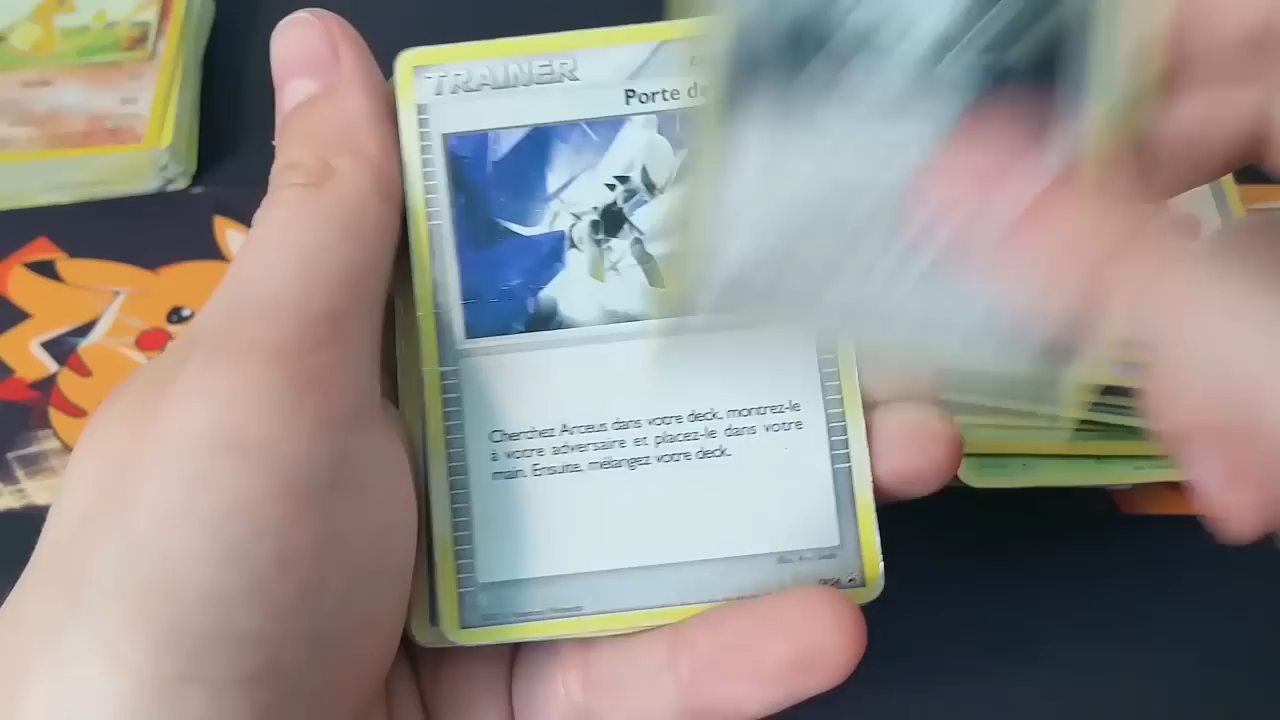 TRAINER
Porte de
Cherchez Arceus dans votre deck, montrez-le
à votre adversaire et placez-le dans votre
main. Ensuite, mélangez votre deck.